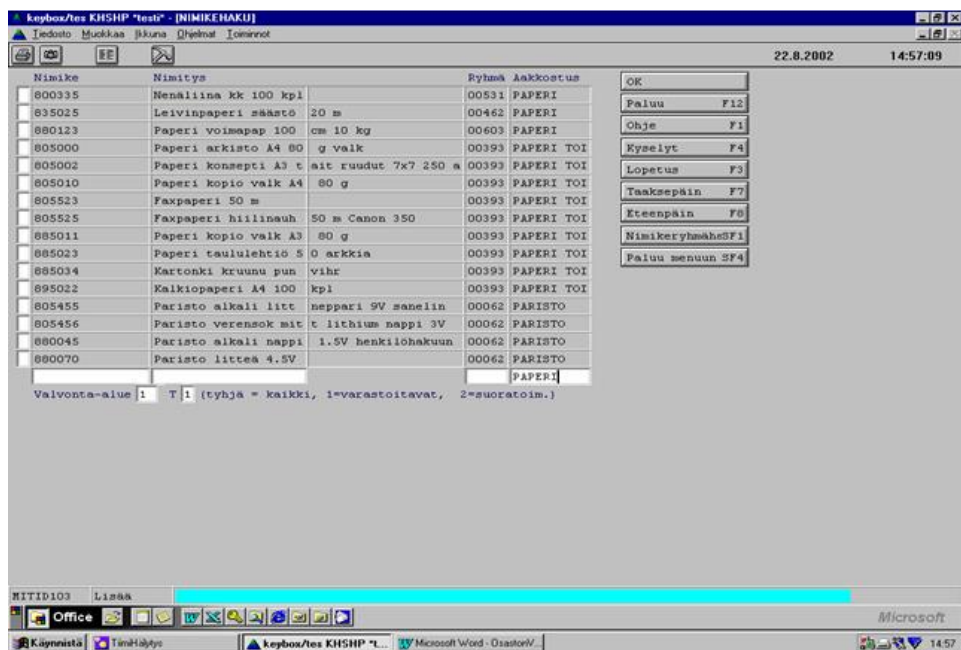 keybox/tes KHSHP "testi" - [NIMIKEHAKU]
Tiedosto Muokkaa Ikkuna Ohjelmat Toiminnot
22.8.2002 14:57:09
Nimike Nimitys Ryhmä Aakkostus
800335 Nenäliina kk 100 kpl 00531 PAPERI
835025 Leivinpaperi säästö 20 m 00462 PAPERI
880123 Paperi voimapap 100 cm 10 kg 00603 PAPERI
805000 Paperi arkisto A4 80 g valk 00393 PAPERI TOI
805002 Paperi konsepti A3 t ait ruudut 7x7 250 a 00393 PAPERI TOI
805010 Paperi kopio valk A4 80 g 00393 PAPERI TOI
805523 Faxpaperi 50 m 00393 PAPERI TOI
805525 Faxpaperi hiilinauh 50 m Canon 350 00393 PAPERI TOI
885011 Paperi kopio valk A3 80 g 00393 PAPERI TOI
885023 Paperi taululehtiö 5 0 arkkia 00393 PAPERI TOI
885034 Kartonki kruunu pun vihr 00393 PAPERI TOI
895022 Kalkiopaperi A4 100 kpl 00393 PAPERI TOI
805455 Paristo alkali litt neppari 9V sanelin 00062 PARISTO
805456 Paristo verensok mit t lithium nappi 3V 00062 PARISTO
880045 Paristo alkali nappi 1.5V henkilöhakuun 00062 PARISTO
880070 Paristo litteä 4.5V 00062 PARISTO
PAPERI
Valvonta-alue 1 T 1 (tyhjä = kaikki, 1=varastoitavat, 2=suoratoim.)
OK
Paluu F12
Ohje F1
Kyselyt F4
Lopetus F3
Taaksepäin F7
Eteenpäin F8
NimikeryhmähsSF1
Paluu menuun SF4
MITID103 Lisää
Office
Microsoft
Käynnistä TiimiHälytys keybox/tes KHSHP "t... Microsoft Word - OsastonV... 14:57